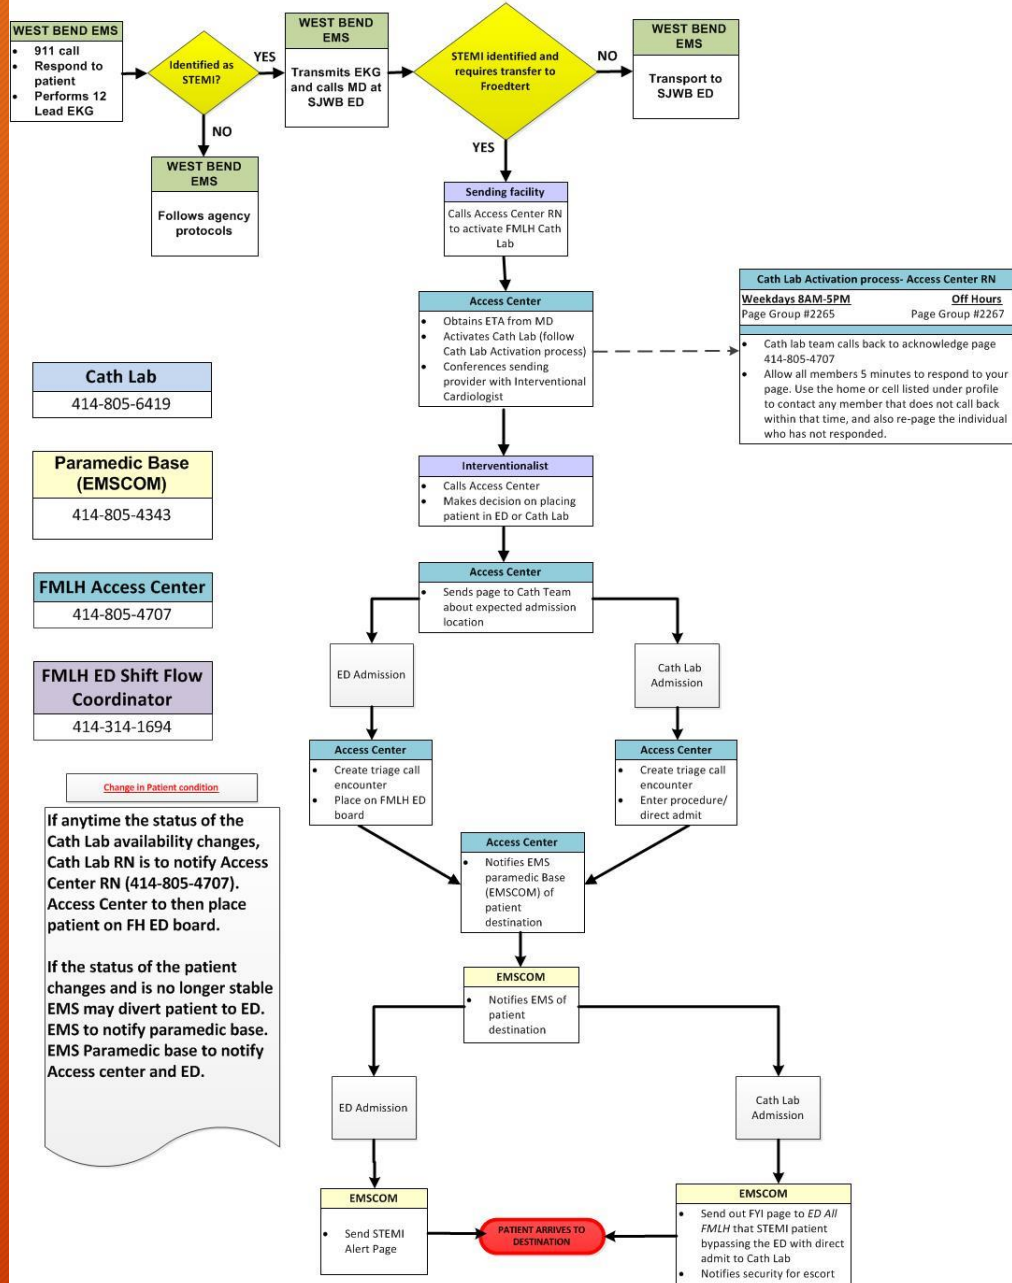 WEST BEND EMS
• 911 call
• Respond to
patient
• Performs 12
Lead EKG
Identified as
STEMI?
YES
NO
WEST BEND
EMS
Follows agency
protocols
WEST BEND
EMS
Transmits EKG
and calls MD at
SJWB ED
STEMI identified and
requires transfer to
Froedtert
NO
YES
WEST BEND
EMS
Transport to
SJWB ED
Sending facility
Calls Access Center RN
to activate FMLH Cath
Lab
Access Center
• Obtains ETA from MD
• Activates Cath Lab (follow
Cath Lab Activation process)
• Conferences sending
provider with Interventional
Cardiologist
Cath Lab Activation process- Access Center RN
Weekdays 8AM-5PM Off Hours
Page Group #2265 Page Group #2267
• Cath lab team calls back to acknowledge page
414-805-4707
• Allow all members 5 minutes to respond to your
page. Use the home or cell listed under profile
to contact any member that does not call back
within that time, and also re-page the individual
who has not responded.
Cath Lab
414-805-6419
Paramedic Base
(EMSCOM)
414-805-4343
FMLH Access Center
414-805-4707
FMLH ED Shift Flow
Coordinator
414-314-1694
Interventionalist
• Calls Access Center
• Makes decision on placing
patient in ED or Cath Lab
Access Center
• Sends page to Cath Team
about expected admission
location
ED Admission
Cath Lab
Admission
Access Center
• Create triage call
encounter
• Place on FMLH ED
board
Access Center
• Create triage call
encounter
• Enter procedure/
direct admit
Access Center
• Notifies EMS
paramedic Base
(EMSCOM) of
patient
destination
Change in Patient condition
If anytime the status of the
Cath Lab availability changes,
Cath Lab RN is to notify Access
Center RN (414-805-4707).
Access Center to then place
patient on FH ED board.
If the status of the patient
changes and is no longer stable
EMS may divert patient to ED.
EMS to notify paramedic base.
EMS Paramedic base to notify
Access center and ED.
EMSCOM
• Notifies EMS of
patient
destination
ED Admission
Cath Lab
Admission
EMSCOM
• Send STEMI
Alert Page
PATIENT ARRIVES TO
DESTINATION
EMSCOM
• Send out FYI page to ED All
FMLH that STEMI patient
bypassing the ED with direct
admit to Cath Lab
• Notifies security for escort